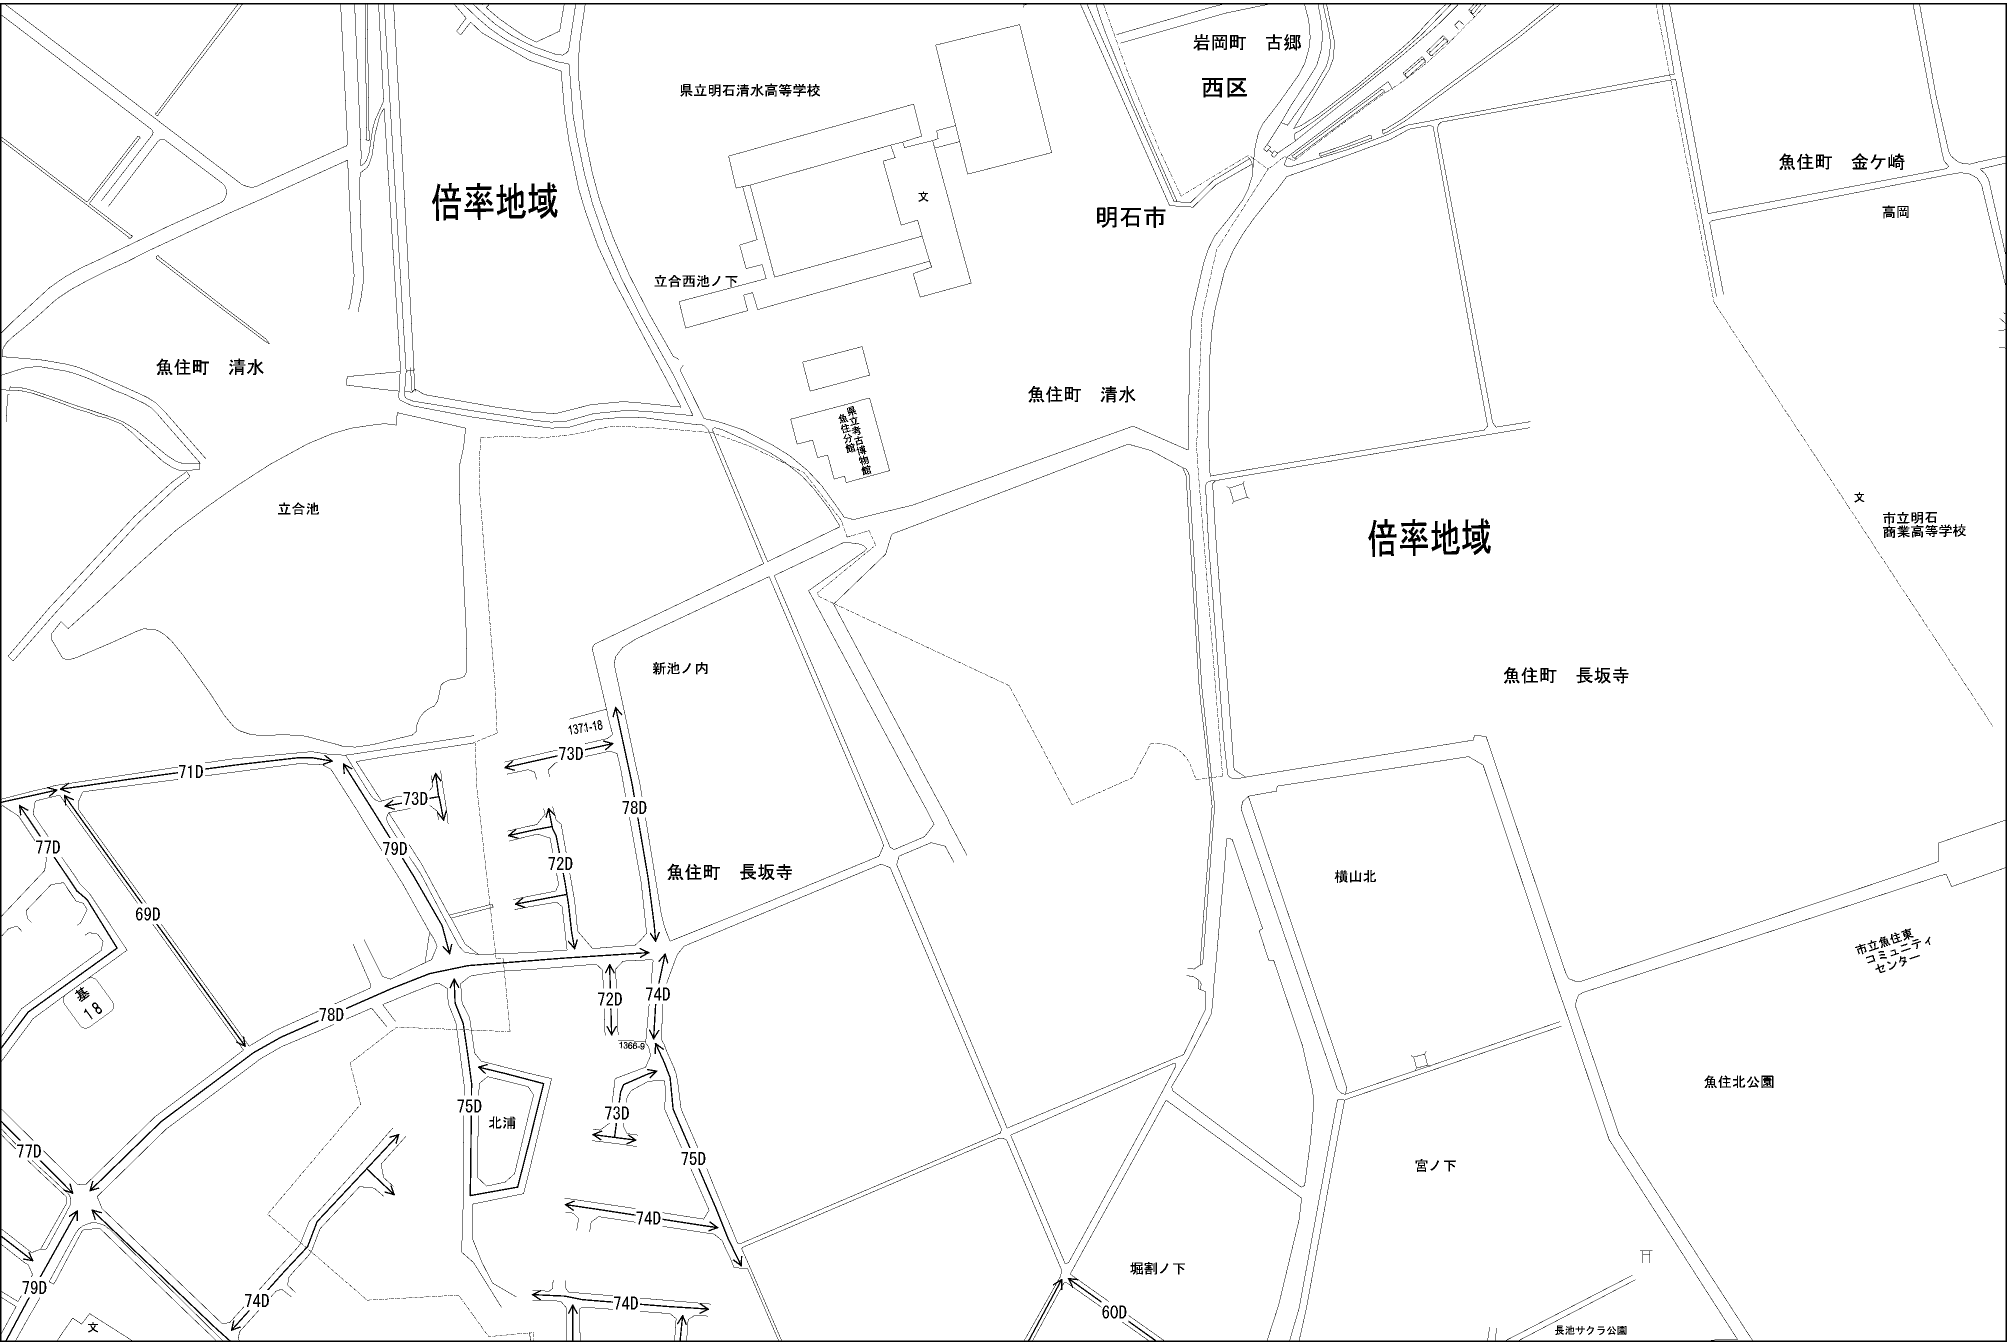 岩岡町　古郷
西区
県立明石清水高等学校
魚住町　金ケ崎
倍率地域
文
高岡
明石市
立合西池ノ下
魚住町　清水
魚住町　清水
県立考古博物館
魚住分館
文
立合池
市立明石
商業高等学校
倍率地域
新池ノ内
魚住町　長坂寺
1371-18
73D
71D
73D
78D
77D
79D
72D
魚住町　長坂寺
横山北
69D
市立魚住東
コミュニティ
センター
基
18
72D
74D
78D
1366-9
魚住北公園
75D
73D
北浦
77D
75D
宮ノ下
74D
堀割ノ下
79D
74D
74D
60D
文
長池サクラ公園